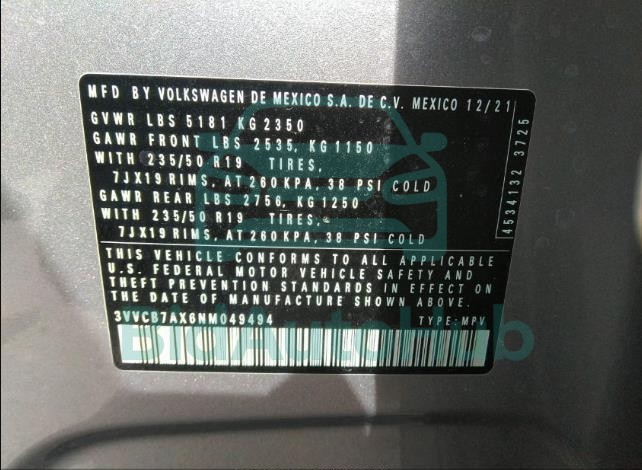 MFD BY VOLKSWAGEN DE MEXICO S.A. DE C.V. MEXICO 12/21
GVWR LBS 5181 KG 2350
GAWR FRONT LBS 2535, KG 1150
WITH 235/50 R19 TIRES,
7JX19 RIMS, AT 260 KPA, 38 PSI COLD
GAWR REAR LBS 2756, KG 1250
WITH 235/50 R19 TIRES,
7JX19 RIMS, AT 260 KPA, 38 PSI COLD
4534132 3725
THIS VEHICLE CONFORMS TO ALL APPLICABLE
U.S. FEDERAL MOTOR VEHICLE SAFETY AND
THEFT PREVENTION STANDARDS IN EFFECT ON
THE DATE OF MANUFACTURE SHOWN ABOVE.
3VVCB7AX6NM049494 TYPE: MPV
BidAutoHub